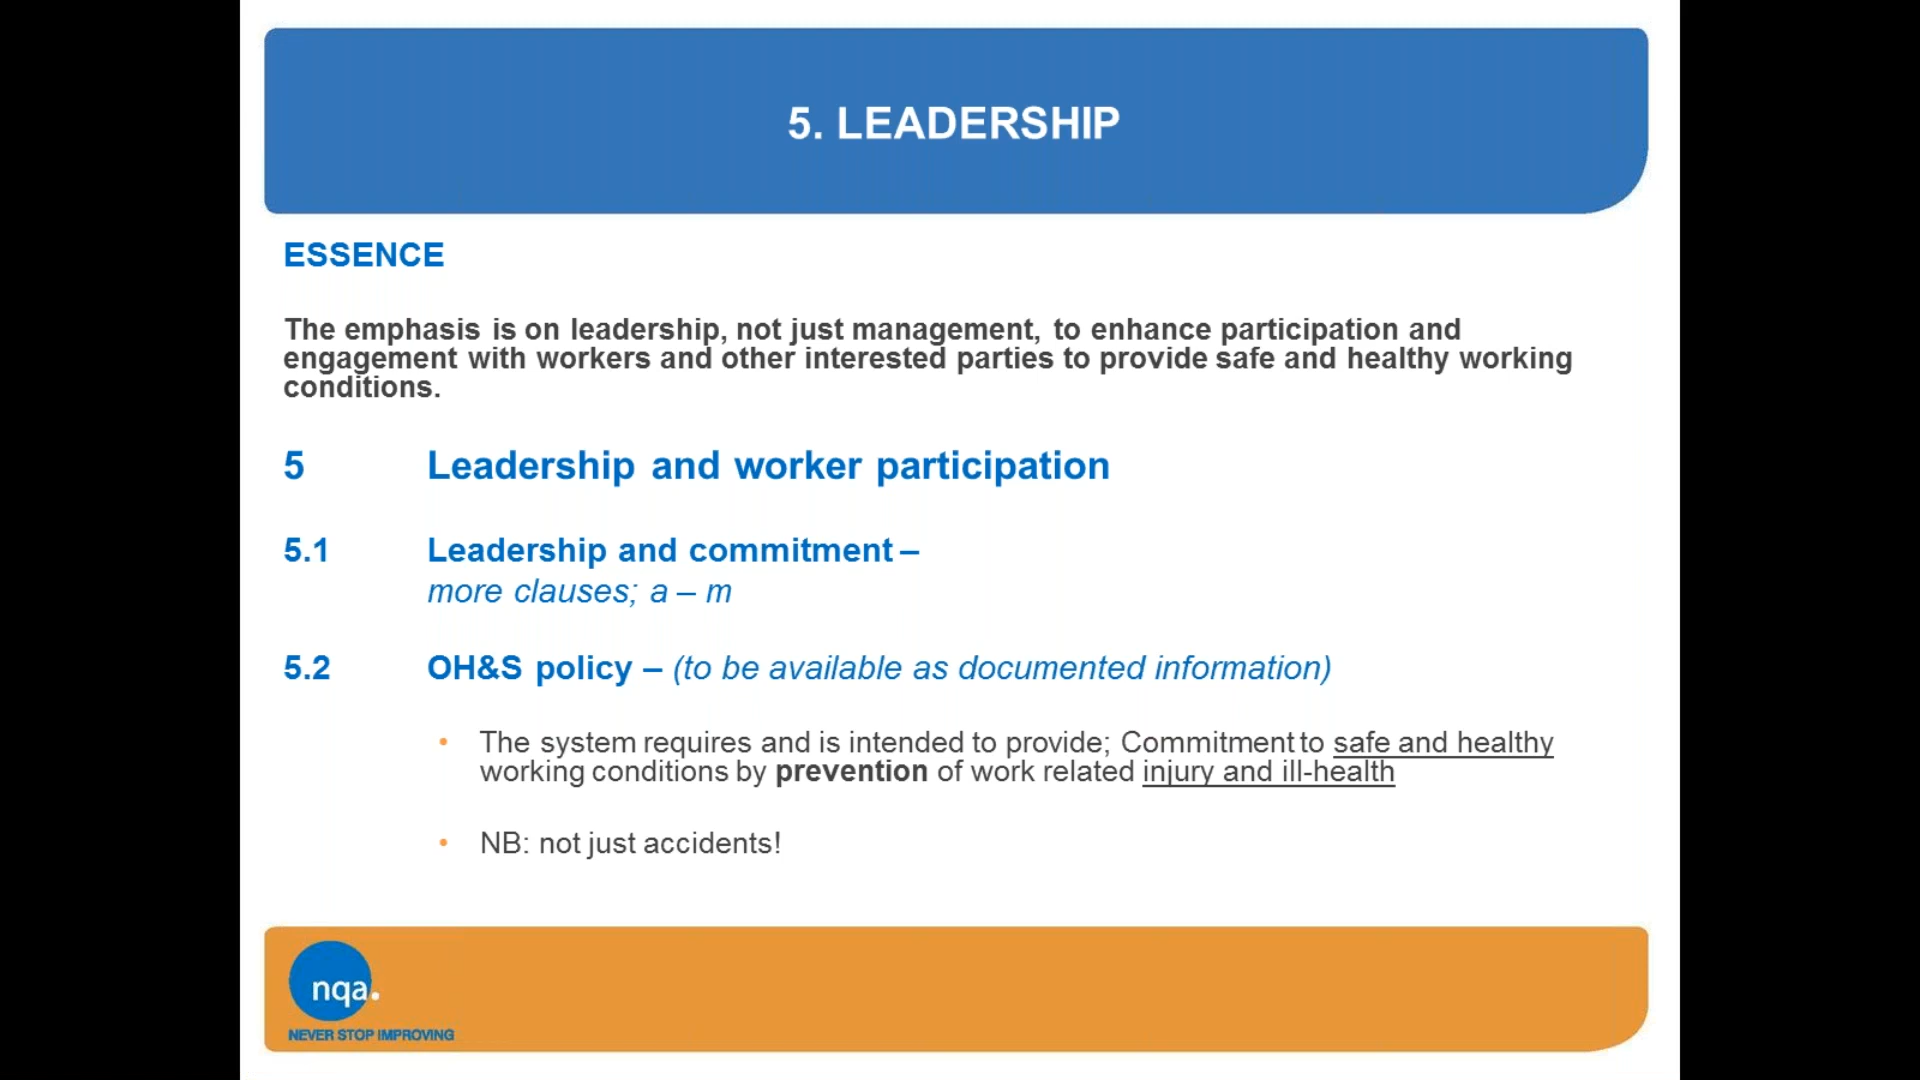 5. LEADERSHIP
ESSENCE
The emphasis is on leadership, not just management, to enhance participation and
engagement with workers and other interested parties to provide safe and healthy working
conditions.
5 Leadership and worker participation
5.1 Leadership and commitment –
more clauses; a – m
5.2 OH&S policy – (to be available as documented information)
• The system requires and is intended to provide; Commitment to safe and healthy
working conditions by prevention of work related injury and ill-health
• NB: not just accidents!
nqa.
NEVER STOP IMPROVING